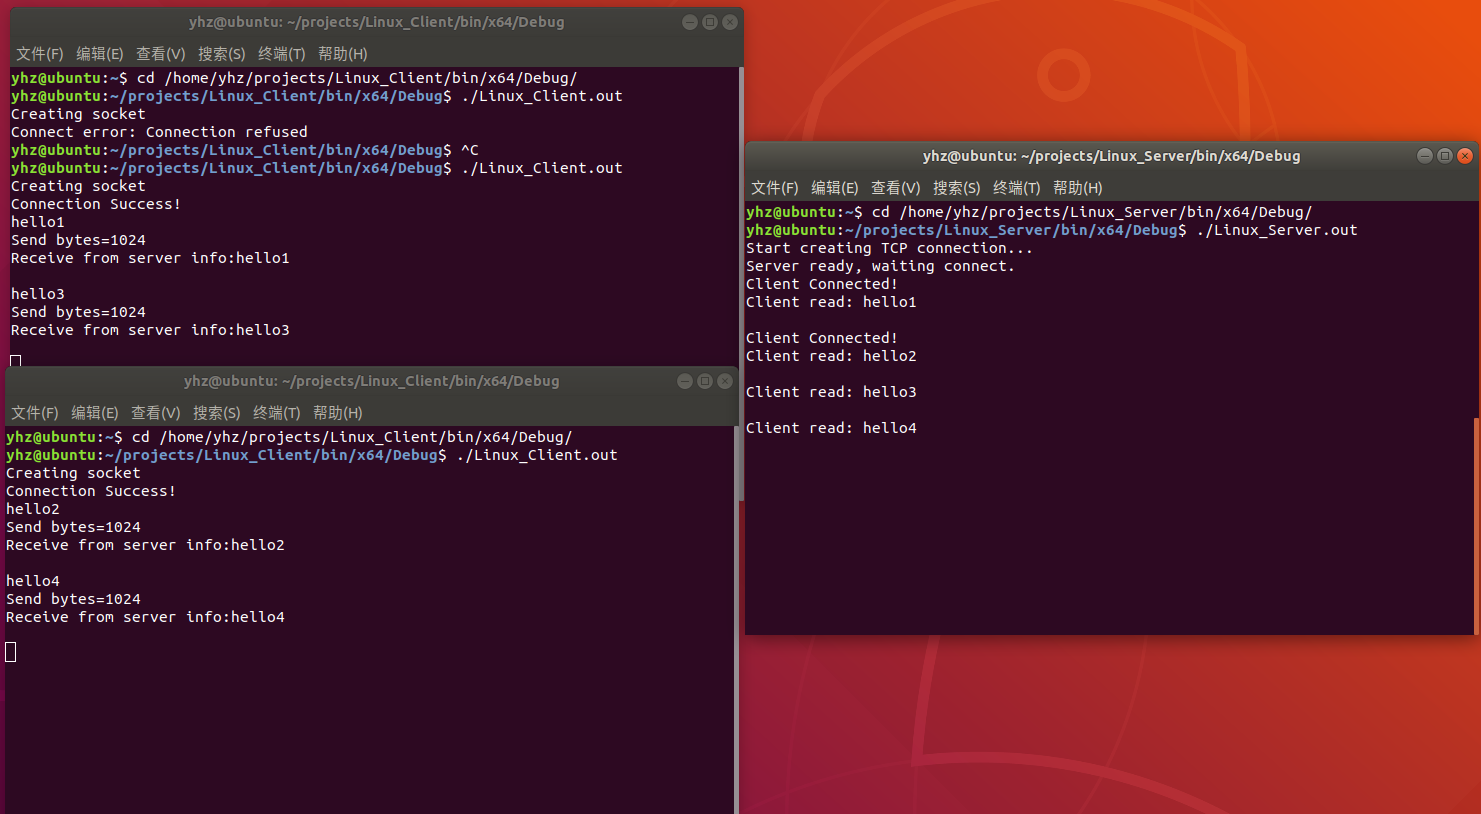 yhz@ubuntu: ~/projects/Linux_Client/bin/x64/Debug
文件(F) 编辑(E) 查看(V) 搜索(S) 终端(T) 帮助(H)
yhz@ubuntu:~$ cd /home/yhz/projects/Linux_Client/bin/x64/Debug/
yhz@ubuntu:~/projects/Linux_Client/bin/x64/Debug$ ./Linux_Client.out
Creating socket
Connect error: Connection refused
yhz@ubuntu:~/projects/Linux_Client/bin/x64/Debug$ ^C
yhz@ubuntu:~/projects/Linux_Client/bin/x64/Debug$ ./Linux_Client.out
Creating socket
Connection Success!
hello1
Send bytes=1024
Receive from server info:hello1
hello3
Send bytes=1024
Receive from server info:hello3
yhz@ubuntu: ~/projects/Linux_Client/bin/x64/Debug
文件(F) 编辑(E) 查看(V) 搜索(S) 终端(T) 帮助(H)
yhz@ubuntu:~$ cd /home/yhz/projects/Linux_Client/bin/x64/Debug/
yhz@ubuntu:~/projects/Linux_Client/bin/x64/Debug$ ./Linux_Client.out
Creating socket
Connection Success!
hello2
Send bytes=1024
Receive from server info:hello2
hello4
Send bytes=1024
Receive from server info:hello4
yhz@ubuntu: ~/projects/Linux_Server/bin/x64/Debug
文件(F) 编辑(E) 查看(V) 搜索(S) 终端(T) 帮助(H)
yhz@ubuntu:~$ cd /home/yhz/projects/Linux_Server/bin/x64/Debug/
yhz@ubuntu:~/projects/Linux_Server/bin/x64/Debug$ ./Linux_Server.out
Start creating TCP connection...
Server ready, waiting connect.
Client Connected!
Client read: hello1
Client Connected!
Client read: hello2
Client read: hello3
Client read: hello4